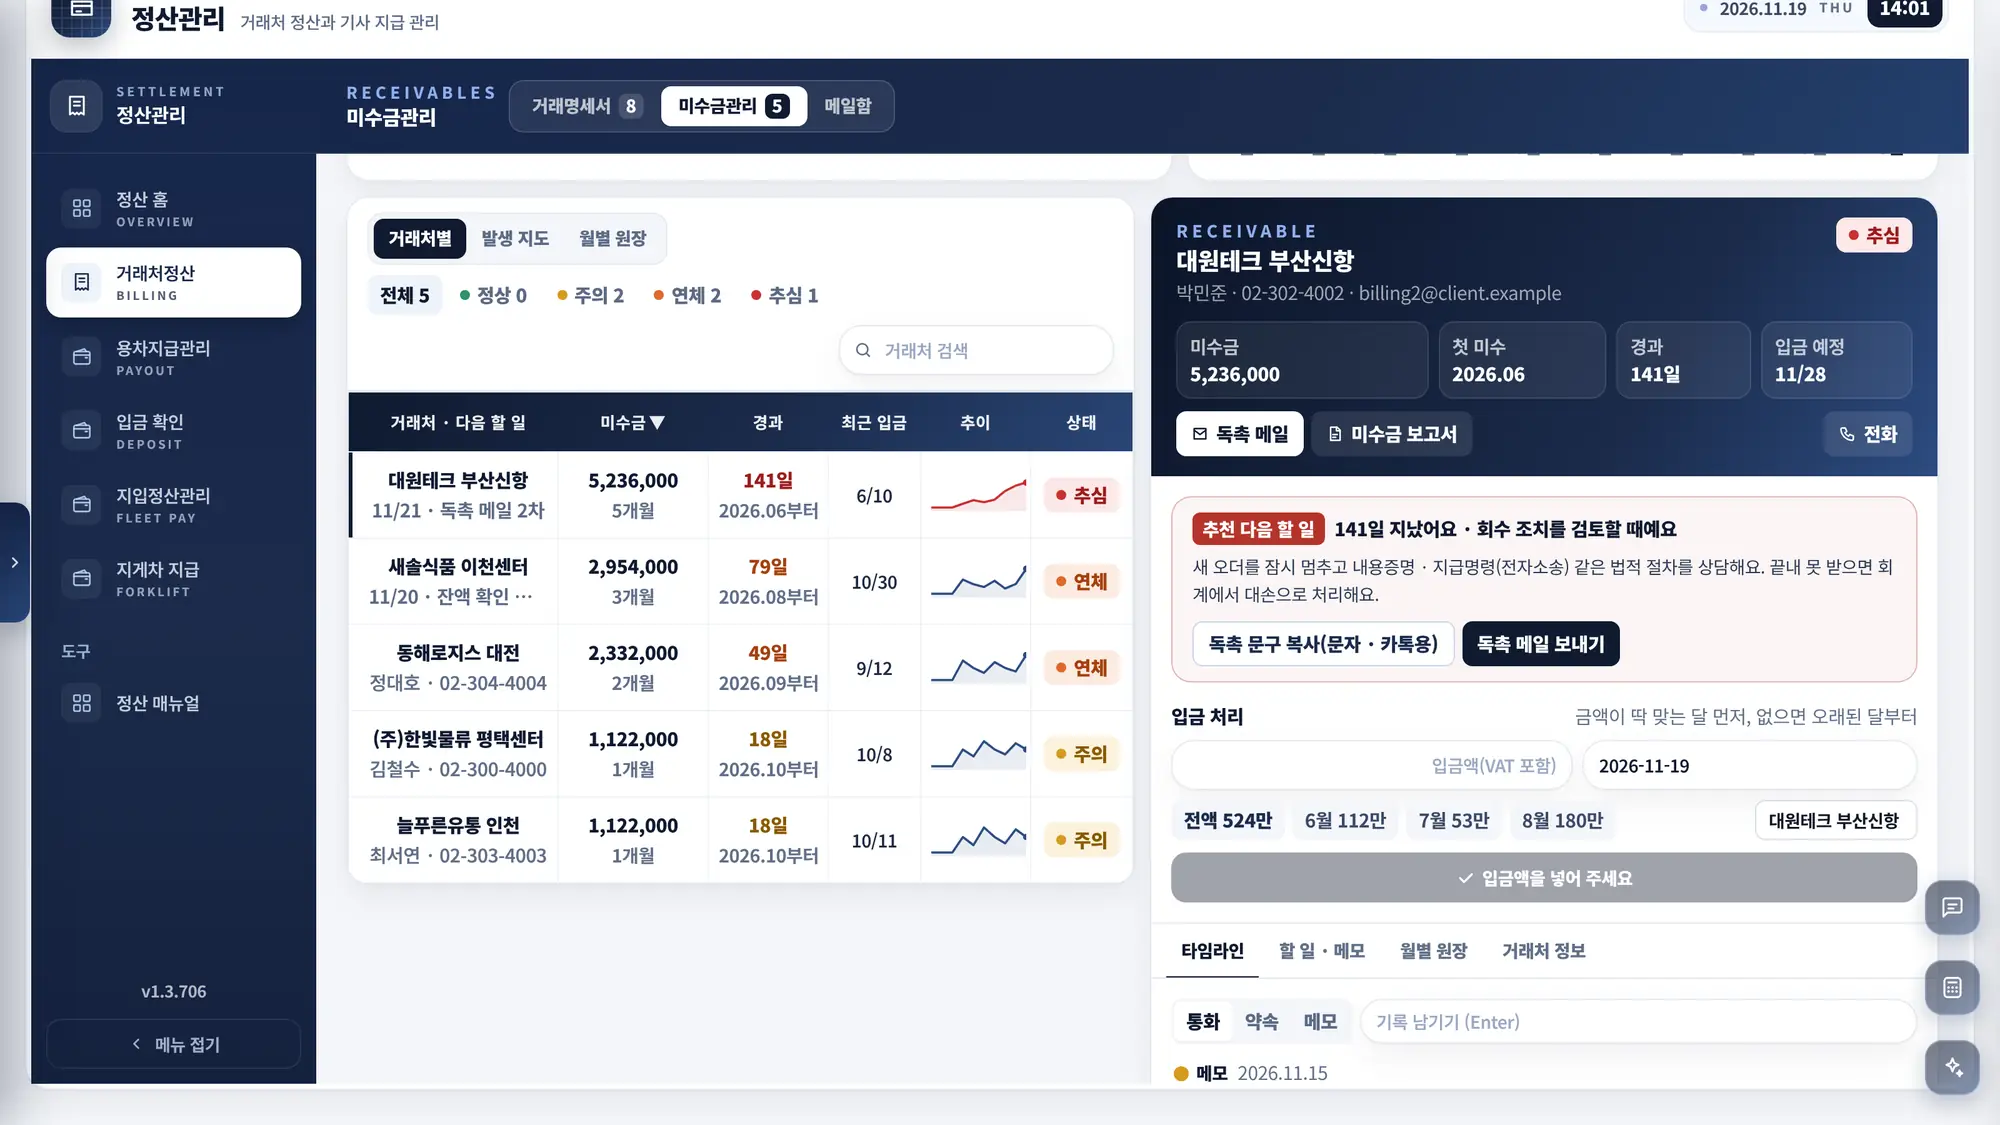 정산관리 거래처 정산과 기사 지급 관리
2026.11.19 THU 14:01
SETTLEMENT
정산관리
RECEIVABLES
미수금관리
거래명세서 8
미수금관리 5
메일함
정산 홈
OVERVIEW
거래처정산
BILLING
용차지급관리
PAYOUT
입금 확인
DEPOSIT
지입정산관리
FLEET PAY
지게차 지급
FORKLIFT
도구
정산 매뉴얼
v1.3.706
메뉴 접기
거래처별 발생 지도 월별 원장
전체 5 정상 0 주의 2 연체 2 추심 1
거래처 검색
거래처 · 다음 할 일 미수금▼ 경과 최근 입금 추이 상태
대원테크 부산신항 5,236,000 141일 6/10 추심
11/21 · 독촉 메일 2차 5개월 2026.06부터
새솔식품 이천센터 2,954,000 79일 10/30 연체
11/20 · 잔액 확인 ··· 3개월 2026.08부터
동해로지스 대전 2,332,000 49일 9/12 연체
정대호 · 02-304-4004 2개월 2026.09부터
(주)한빛물류 평택센터 1,122,000 18일 10/8 주의
김철수 · 02-300-4000 1개월 2026.10부터
늘푸른유통 인천 1,122,000 18일 10/11 주의
최서연 · 02-303-4003 1개월 2026.10부터
RECEIVABLE
추심
대원테크 부산신항
박민준 · 02-302-4002 · billing2@client.example
미수금 첫 미수 경과 입금 예정
5,236,000 2026.06 141일 11/28
독촉 메일 미수금 보고서 전화
추천 다음 할 일 141일 지났어요 · 회수 조치를 검토할 때예요
새 오더를 잠시 멈추고 내용증명 · 지급명령(전자소송) 같은 법적 절차를 상담해요. 끝내 못 받으면 회
계에서 대손으로 처리해요.
독촉 문구 복사(문자 · 카톡용) 독촉 메일 보내기
입금 처리 금액이 딱 맞는 달 먼저, 없으면 오래된 달부터
입금액(VAT 포함) 2026-11-19
전액 524만 6월 112만 7월 53만 8월 180만 대원테크 부산신항
입금액을 넣어 주세요
타임라인 할 일 · 메모 월별 원장 거래처 정보
통화 약속 메모 기록 남기기 (Enter)
메모 2026.11.15